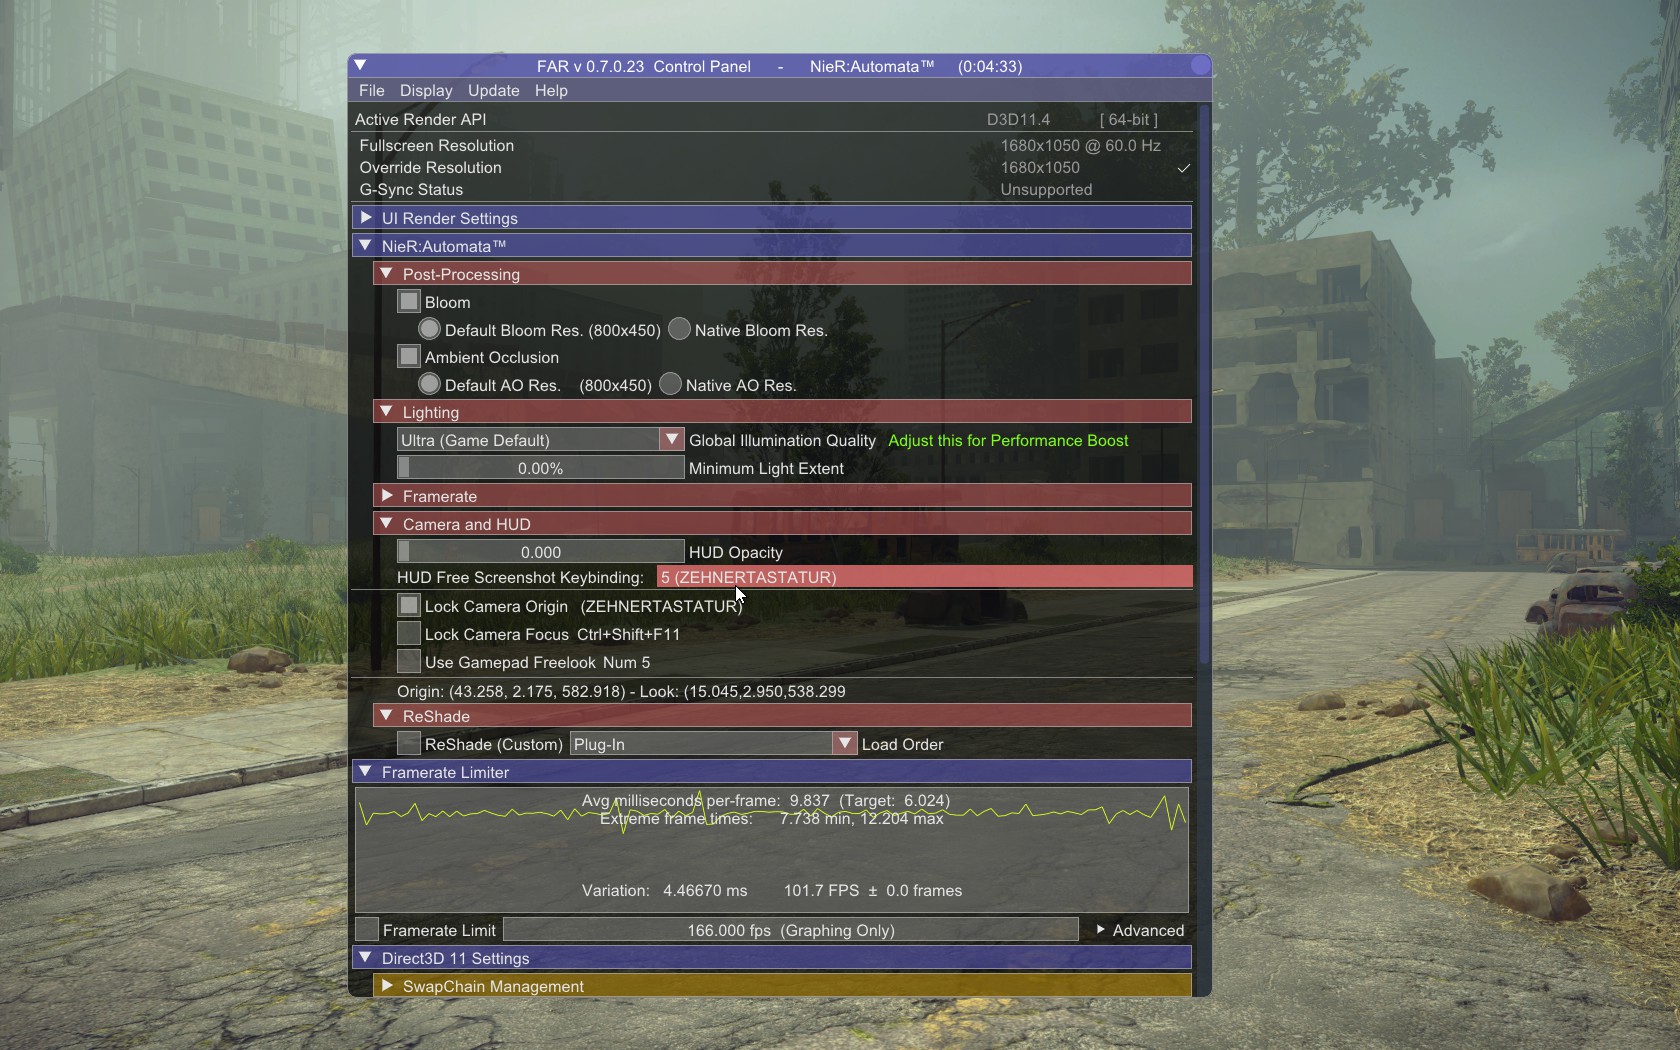 FAR v 0.7.0.23 Control Panel - NieR:Automata™ (0:04:33)
File Display Update Help
Active Render API D3D11.4 [ 64-bit ]
Fullscreen Resolution 1680x1050 @ 60.0 Hz
Override Resolution 1680x1050
G-Sync Status Unsupported
UI Render Settings
NieR:Automata™
Post-Processing
Bloom
Default Bloom Res. (800x450) Native Bloom Res.
Ambient Occlusion
Default AO Res. (800x450) Native AO Res.
Lighting
Ultra (Game Default) Global Illumination Quality Adjust this for Performance Boost
0.00% Minimum Light Extent
Framerate
Camera and HUD
0.000 HUD Opacity
HUD Free Screenshot Keybinding: 5 (ZEHNERTASTATUR)
Lock Camera Origin (ZEHNERTASTATUR)
Lock Camera Focus Ctrl+Shift+F11
Use Gamepad Freelook Num 5
Origin: (43.258, 2.175, 582.918) - Look: (15.045,2.950,538.299
ReShade
ReShade (Custom) Plug-In Load Order
Framerate Limiter
Avg milliseconds per-frame: 9.837 (Target: 6.024)
Extreme frame times: 7.738 min, 12.204 max
Variation: 4.46670 ms 101.7 FPS ± 0.0 frames
Framerate Limit 166.000 fps (Graphing Only) Advanced
Direct3D 11 Settings
SwapChain Management